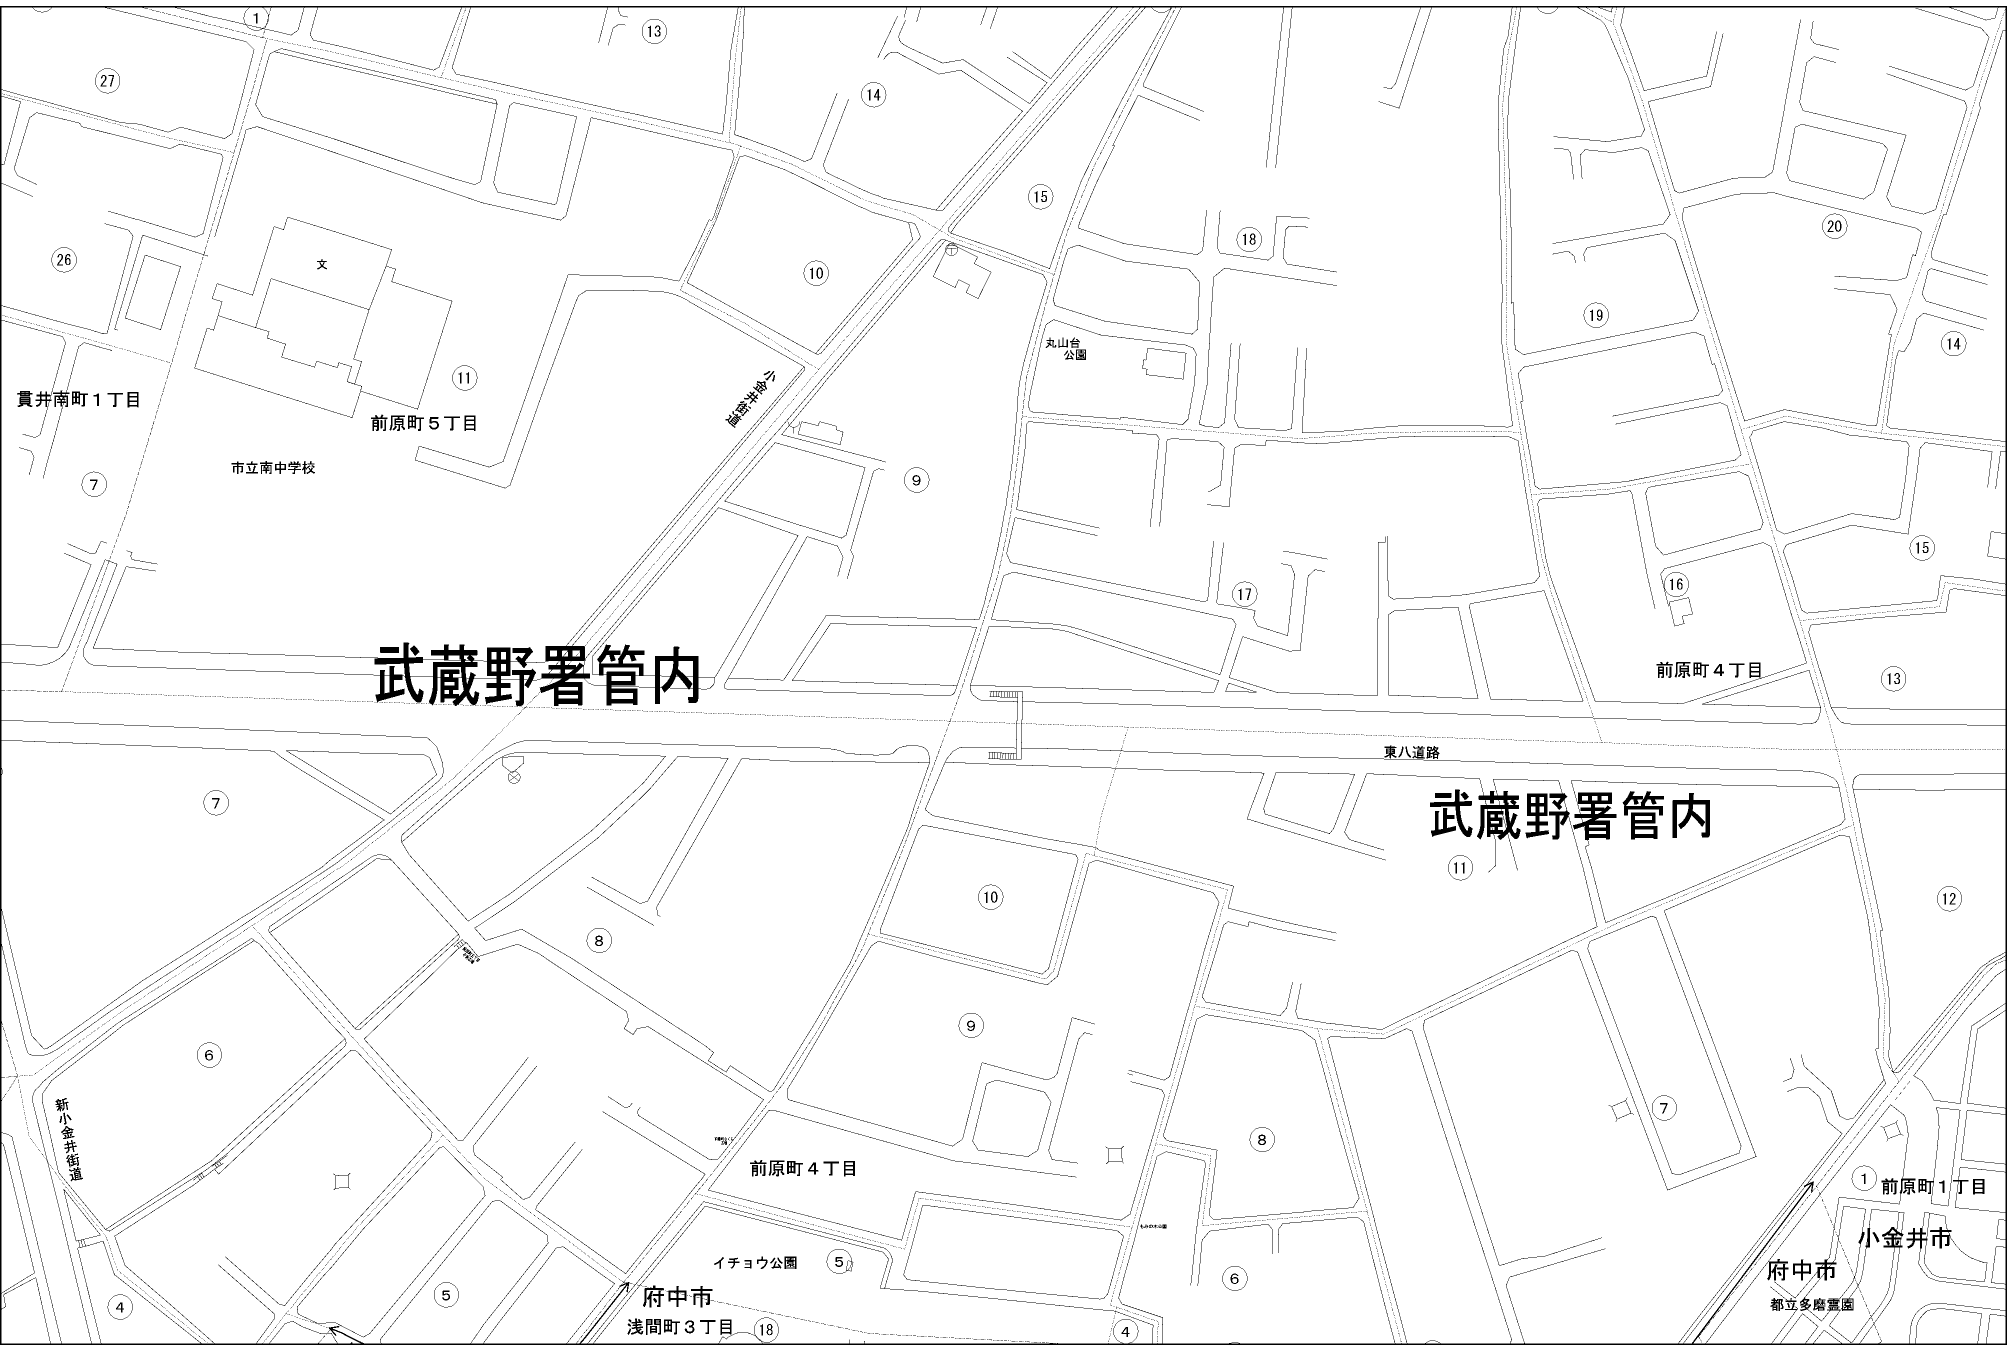 1
13
27
14
15
18
20
26
文
10
19
14
丸山台
公園
11
小金井街道
貫井南町1丁目
前原町5丁目
市立南中学校
7
9
15
16
17
武蔵野署管内
前原町4丁目
13
東八道路
7
武蔵野署管内
11
10
12
8
9
6
新小金井街道
7
8
前原町4丁目
1
前原町1丁目
もみの木公園
小金井市
イチョウ公園
5
府中市
6
5
府中市
都立多磨霊園
4
浅間町3丁目
18
4